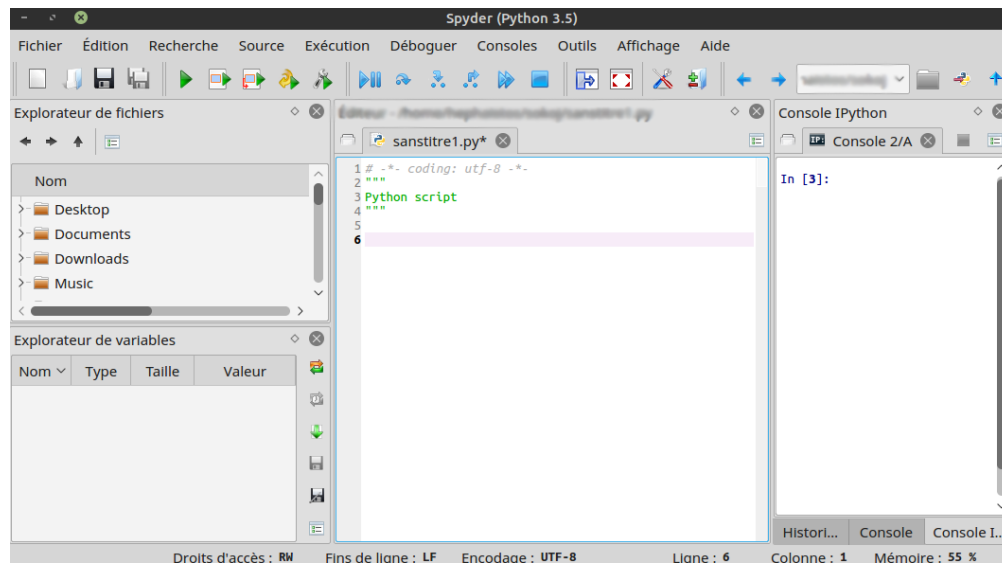 Spyder (Python 3.5)
Fichier Édition Recherche Source Exécution Déboguer Consoles Outils Affichage Aide
Explorateur de fichiers
Nom
Desktop
Documents
Downloads
Music
Explorateur de variables
Nom Type Taille Valeur
sanstitre1.py*
1 # -*- coding: utf-8 -*-
2 """
3 Python script
4 """
5
6
Console IPython
IP: Console 2/A
In [3]:
Histori... Console Console I...
Droits d'accès : RW Fins de ligne : LF Encodage : UTF-8 Ligne : 6 Colonne : 1 Mémoire : 55 %